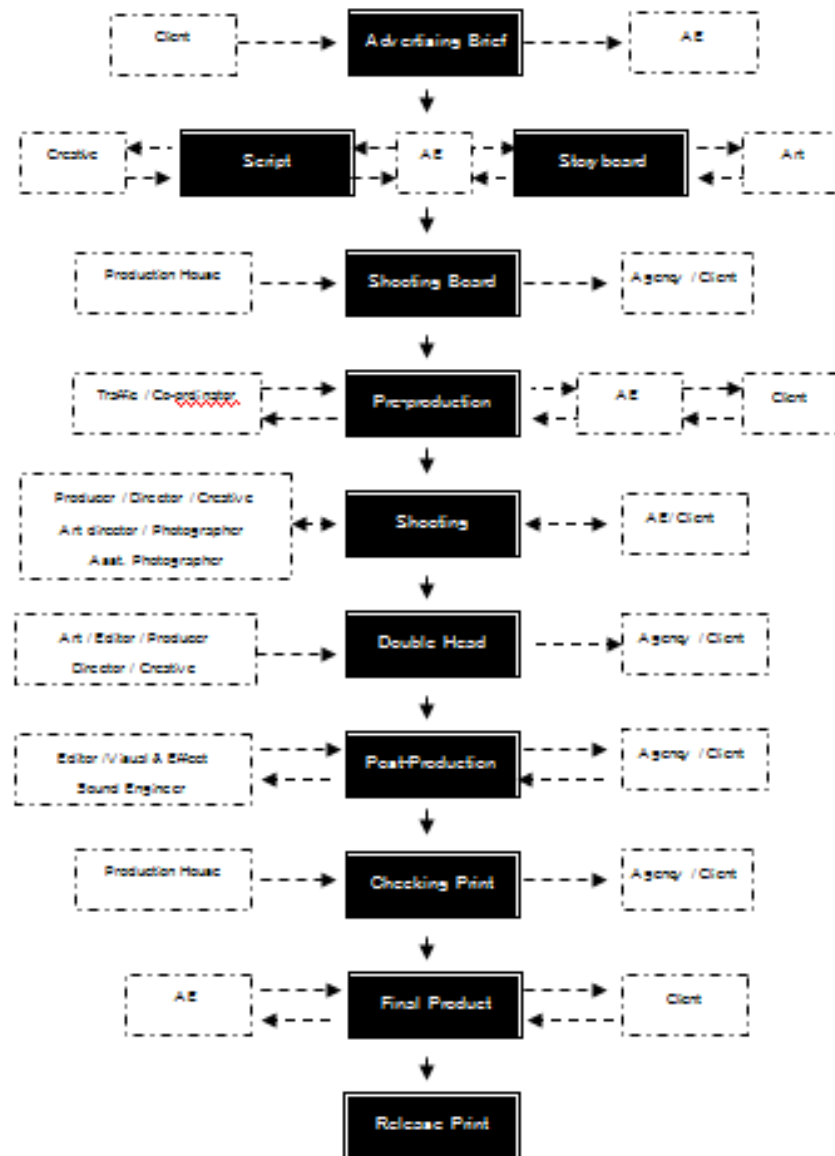 Client
Advertising Brief
AE
Creative
Script
AE
Storyboard
Art
Production House
Shooting Board
Agency / Client
Traffic / Co-ordinator
Pre-production
AE
Client
Producer / Director / Creative
Art director / Photographer
Asst. Photographer
Shooting
AE/Client
Art / Editor / Producer
Director / Creative
Double Head
Agency / Client
Editor /Visual & Effect
Sound Engineer
Post-Production
Agency / Client
Production House
Checking Print
Agency / Client
AE
Final Product
Client
Release Print